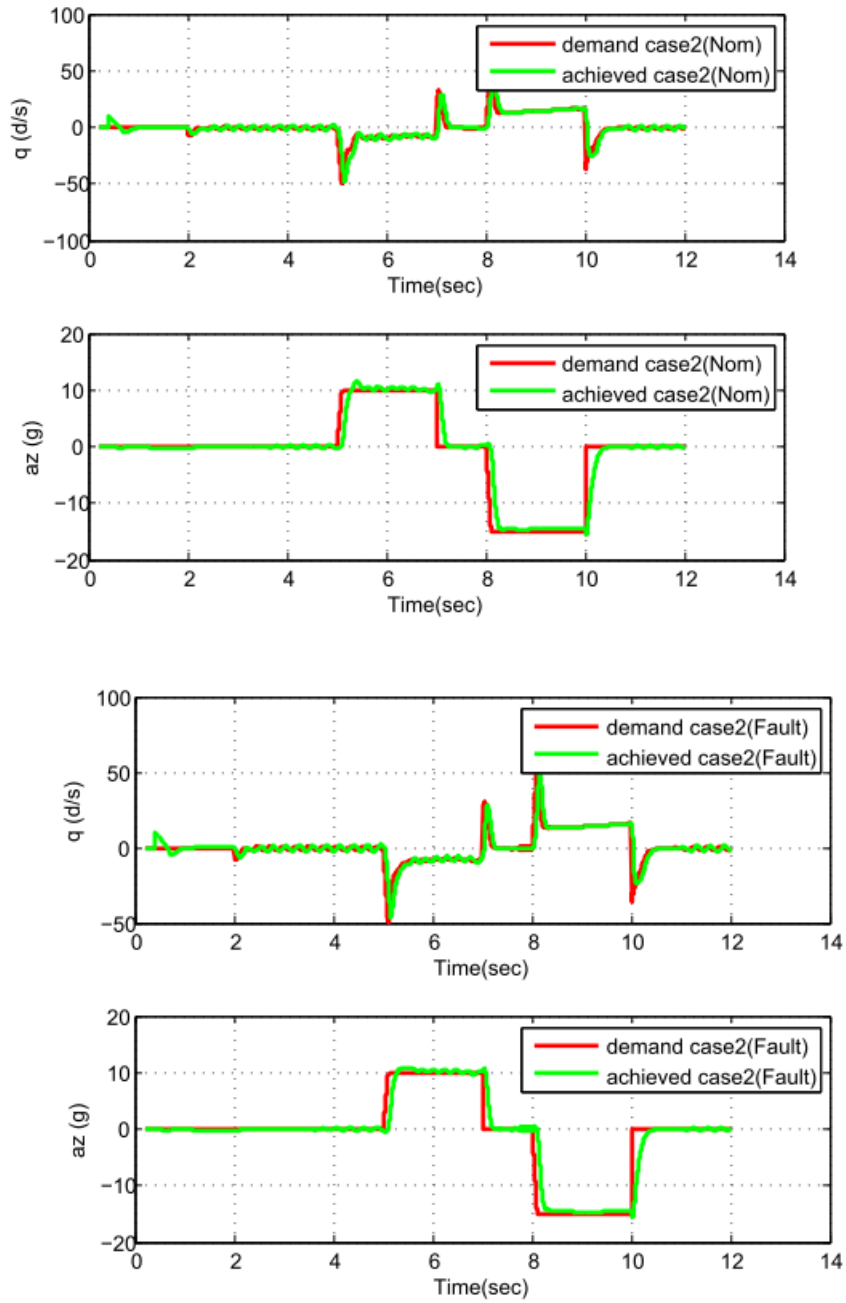 100
50
0
−50
−100
q (d/s)
demand case2(Nom)
achieved case2(Nom)
0 2 4 6 8 10 12 14
Time(sec)
20
10
0
−10
−20
az (g)
demand case2(Nom)
achieved case2(Nom)
0 2 4 6 8 10 12 14
Time(sec)
100
50
0
−50
q (d/s)
demand case2(Fault)
achieved case2(Fault)
0 2 4 6 8 10 12 14
Time(sec)
20
10
0
−10
−20
az (g)
demand case2(Fault)
achieved case2(Fault)
0 2 4 6 8 10 12 14
Time(sec)